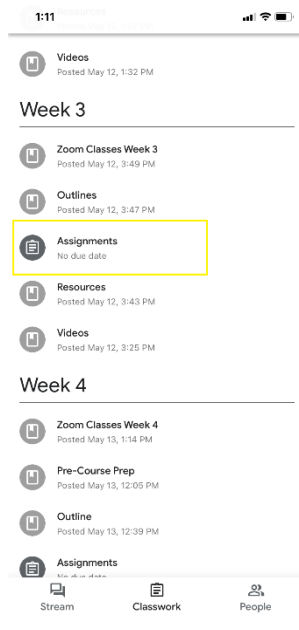 1:11
Resources
Videos
Posted May 12, 1:32 PM
Week 3
Zoom Classes Week 3
Posted May 12, 3:49 PM
Outlines
Posted May 12, 3:47 PM
Assignments
No due date
Resources
Posted May 12, 3:43 PM
Videos
Posted May 12, 3:25 PM
Week 4
Zoom Classes Week 4
Posted May 13, 1:14 PM
Pre-Course Prep
Posted May 13, 12:05 PM
Outline
Posted May 13, 12:39 PM
Assignments
No due date
Stream
Classwork
People